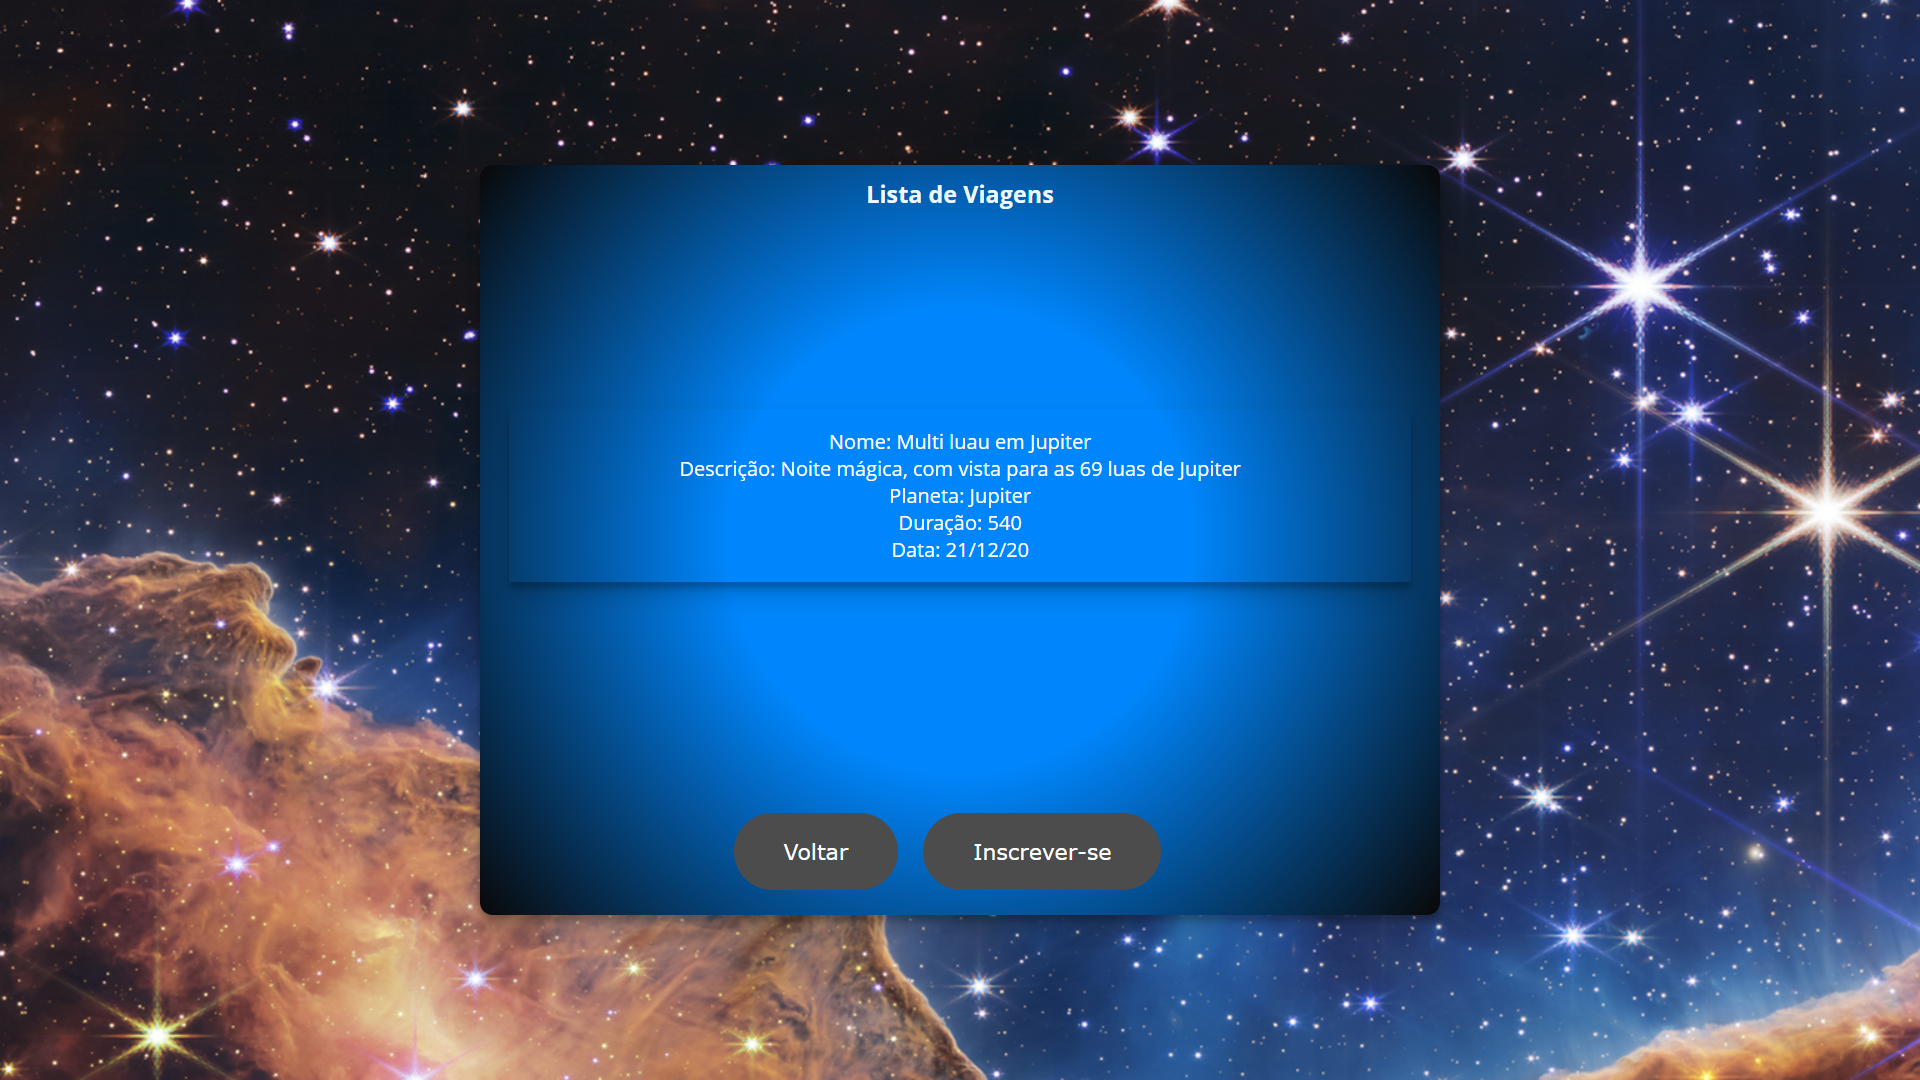 Lista de Viagens
Nome: Multi luau em Jupiter
Descrição: Noite mágica, com vista para as 69 luas de Jupiter
Planeta: Jupiter
Duração: 540
Data: 21/12/20
Voltar
Inscrever-se